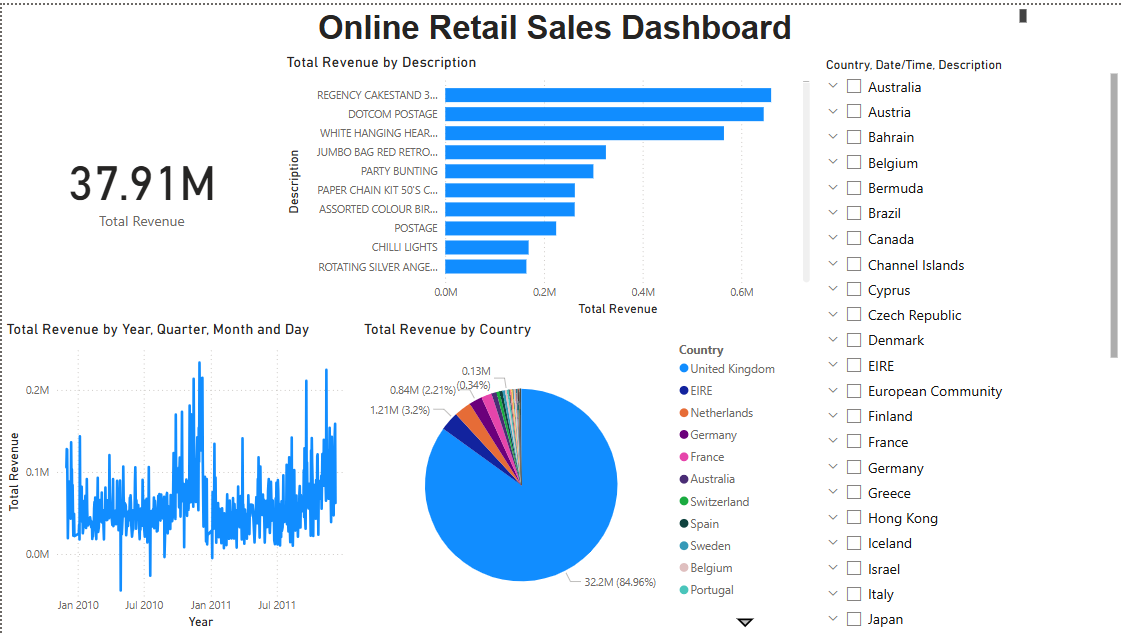 Online Retail Sales Dashboard
37.91M
Total Revenue
Total Revenue by Description
Description
REGENCY CAKESTAND 3...
DOTCOM POSTAGE
WHITE HANGING HEAR...
JUMBO BAG RED RETRO...
PARTY BUNTING
PAPER CHAIN KIT 50'S C...
ASSORTED COLOUR BIR...
POSTAGE
CHILLI LIGHTS
ROTATING SILVER ANGE...
0.0M 0.2M 0.4M 0.6M
Total Revenue
Country, Date/Time, Description
Australia
Austria
Bahrain
Belgium
Bermuda
Brazil
Canada
Channel Islands
Cyprus
Czech Republic
Denmark
EIRE
European Community
Finland
France
Germany
Greece
Hong Kong
Iceland
Israel
Italy
Japan
Total Revenue by Year, Quarter, Month and Day
Total Revenue
0.2M
0.1M
0.0M
Jan 2010 Jul 2010 Jan 2011 Jul 2011
Year
Total Revenue by Country
0.13M
(0.34%)
0.84M (2.21%)
1.21M (3.2%)
32.2M (84.96%)
Country
United Kingdom
EIRE
Netherlands
Germany
France
Australia
Switzerland
Spain
Sweden
Belgium
Portugal